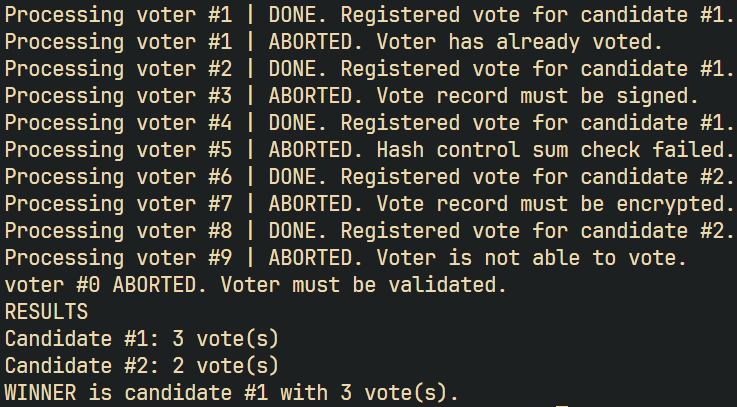 Processing voter #1 | DONE. Registered vote for candidate #1.
Processing voter #1 | ABORTED. Voter has already voted.
Processing voter #2 | DONE. Registered vote for candidate #1.
Processing voter #3 | ABORTED. Vote record must be signed.
Processing voter #4 | DONE. Registered vote for candidate #1.
Processing voter #5 | ABORTED. Hash control sum check failed.
Processing voter #6 | DONE. Registered vote for candidate #2.
Processing voter #7 | ABORTED. Vote record must be encrypted.
Processing voter #8 | DONE. Registered vote for candidate #2.
Processing voter #9 | ABORTED. Voter is not able to vote.
voter #0 ABORTED. Voter must be validated.
RESULTS
Candidate #1: 3 vote(s)
Candidate #2: 2 vote(s)
WINNER is candidate #1 with 3 vote(s).